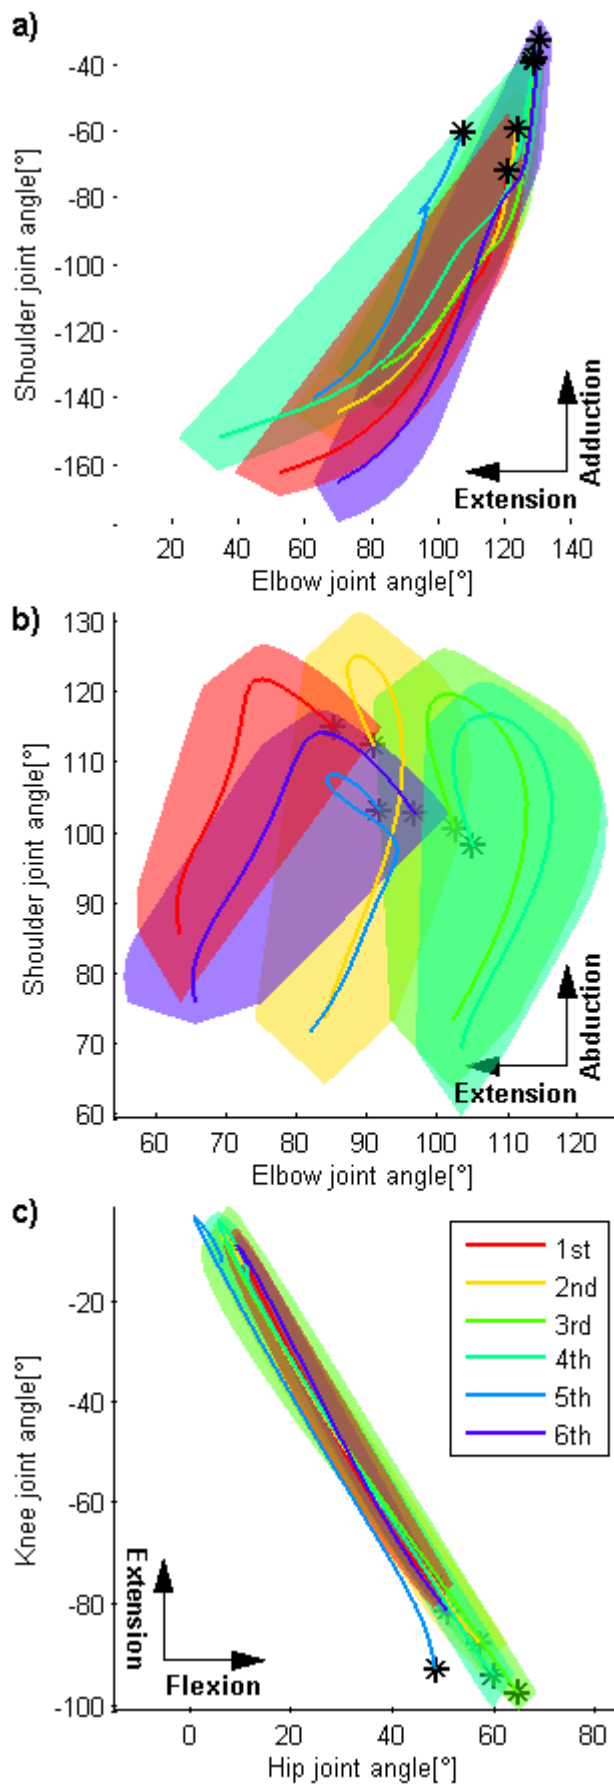 a)
-40
-60
-80
-100
-120
-140
-160
-
Shoulder joint angle[°]
Adduction
Extension
20 40 60 80 100 120 140
Elbow joint angle[°]
b)
130
120
110
100
90
80
70
60
Shoulder joint angle[°]
Abduction
Extension
60 70 80 90 100 110 120
Elbow joint angle[°]
c)
-20
-40
-60
-80
-100
Knee joint angle[°]
1st
2nd
3rd
4th
5th
6th
Extension
Flexion
0 20 40 60 80
Hip joint angle[°]